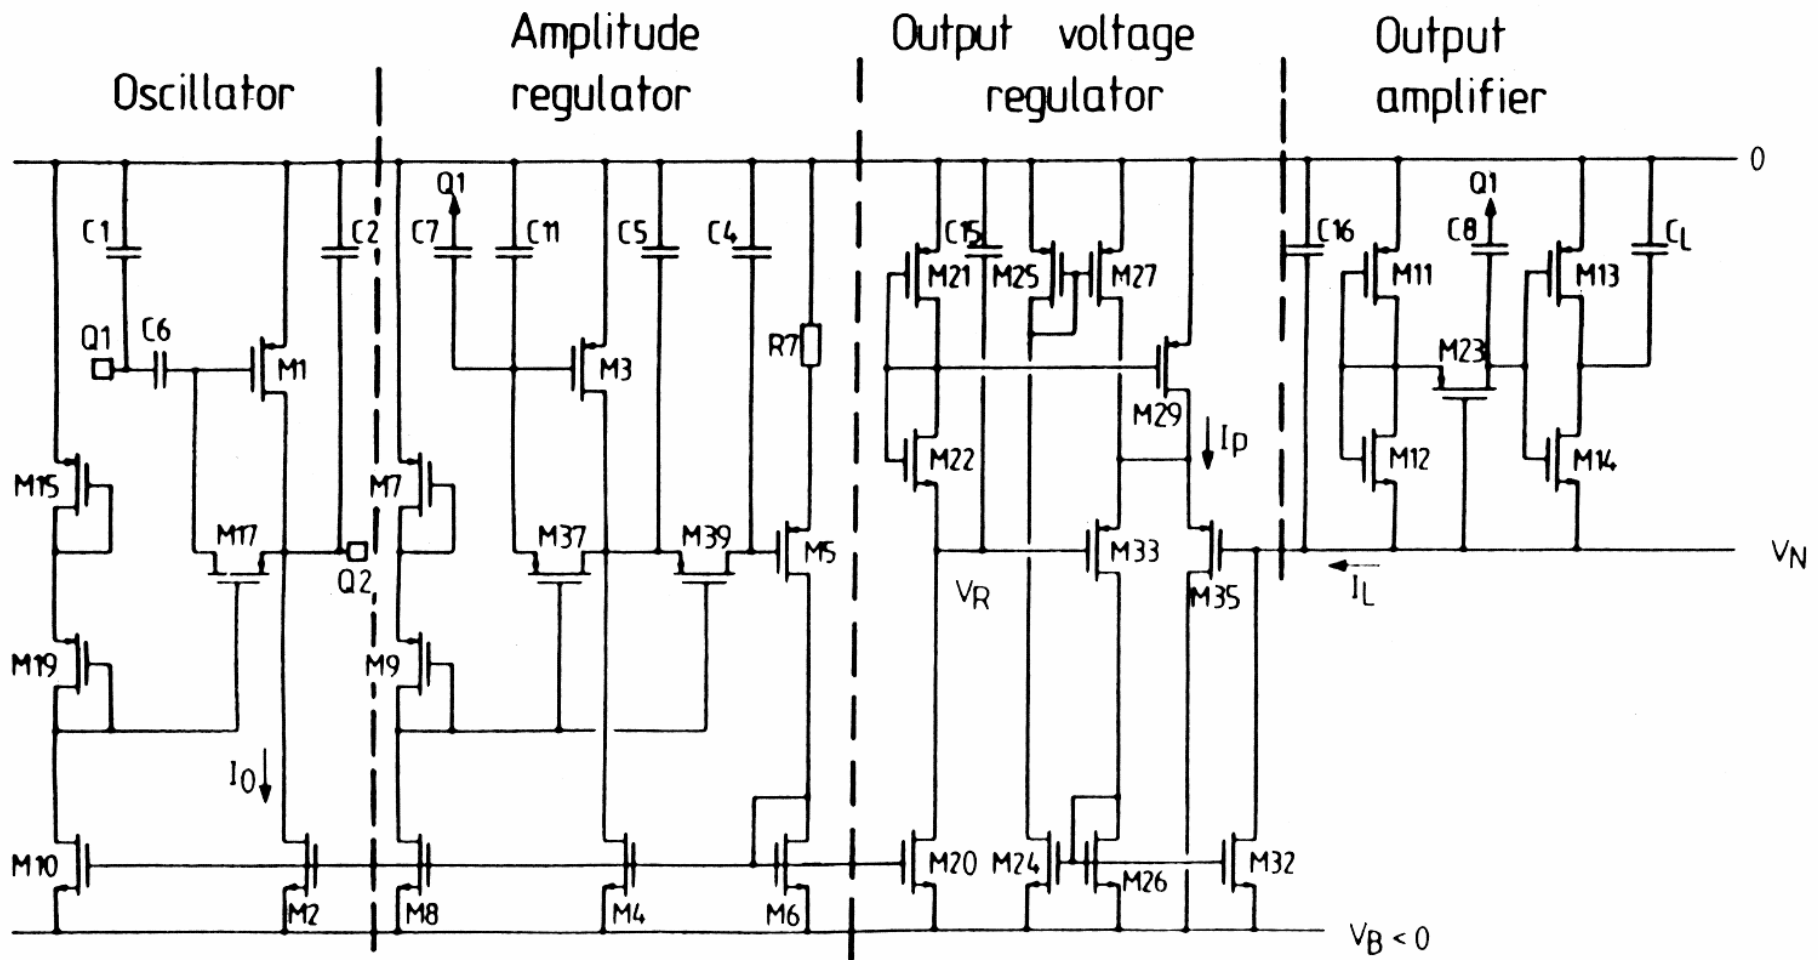 Oscillator
Amplitude
regulator
Output voltage
regulator
Output
amplifier
0
Q1
Q1
C1
C2
C7
C11
C5
C4
C15
M21
M25
M27
C16
M11
C8
M13
CL
Q1
C6
M1
M3
R7
M23
M29
IP
M15
M7
M22
M12
M14
M17
Q2
M37
M39
M5
VR
M33
M35
IL
VN
M19
M9
I0
M10
M2
M8
M4
M6
M20
M24
M26
M32
VB < 0